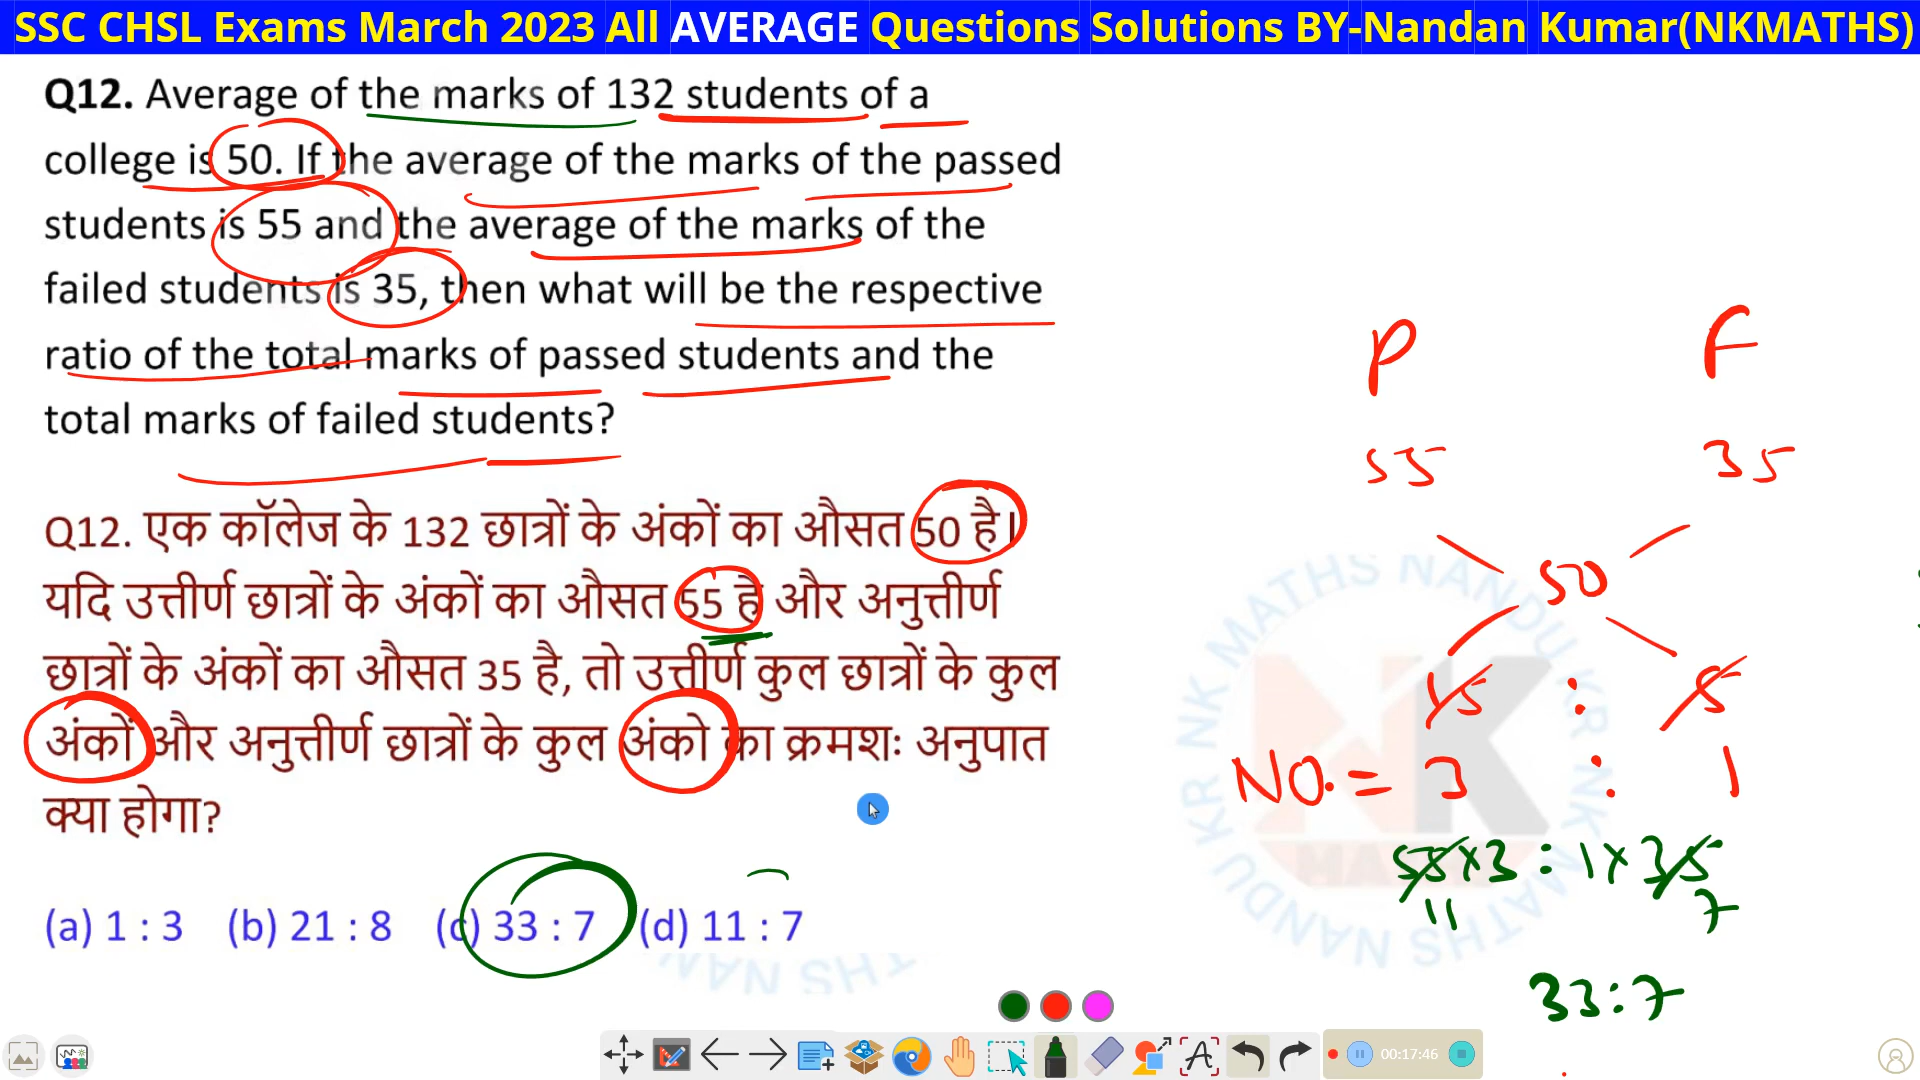 SSC CHSL Exams March 2023 All AVERAGE Questions Solutions BY-Nandan Kumar(NKMATHS)
Q12. Average of the marks of 132 students of a
college is 50. If the average of the marks of the passed
students is 55 and the average of the marks of the
failed students is 35, then what will be the respective
ratio of the total marks of passed students and the
total marks of failed students?
Q12. एक कॉलेज के 132 छात्रों के अंकों का औसत 50 है।
यदि उत्तीर्ण छात्रों के अंकों का औसत 55 है और अनुत्तीर्ण
छात्रों के अंकों का औसत 35 है, तो उत्तीर्ण कुल छात्रों के कुल
अंकों और अनुत्तीर्ण छात्रों के कुल अंको का क्रमशः अनुपात
क्या होगा?
(a) 1 : 3 (b) 21 : 8 (c) 33 : 7 (d) 11 : 7
P F
55 35
50
15 : 5
NO. = 3 : 1
55×3 : 1×35
11 7
33:7
00:17:46